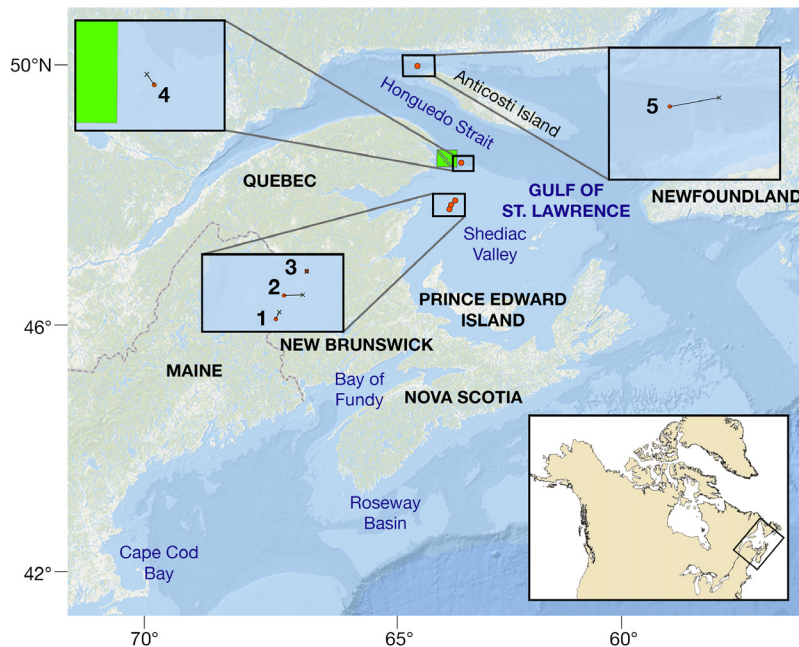 50°N
4
5
Anticosti Island
Honguedo Strait
QUEBEC
GULF OF
ST. LAWRENCE
NEWFOUNDLAND
Shediac
Valley
3
2
1
PRINCE EDWARD
ISLAND
46°
NEW BRUNSWICK
MAINE
Bay of
Fundy
NOVA SCOTIA
Roseway
Basin
Cape Cod
Bay
42°
70°
65°
60°